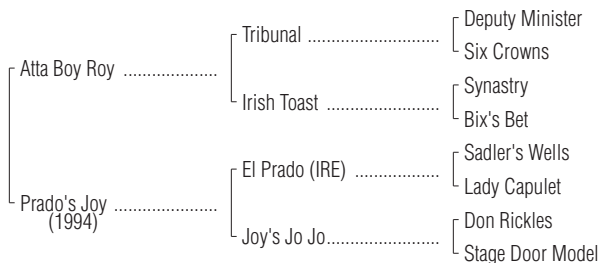 Deputy Minister
Tribunal ............................
Six Crowns
Atta Boy Roy ....................
Synastry
Irish Toast ........................
Bix's Bet
Sadler's Wells
El Prado (IRE) ..................
Lady Capulet
Prado's Joy ......................
(1994)
Don Rickles
Joy's Jo Jo........................
Stage Door Model